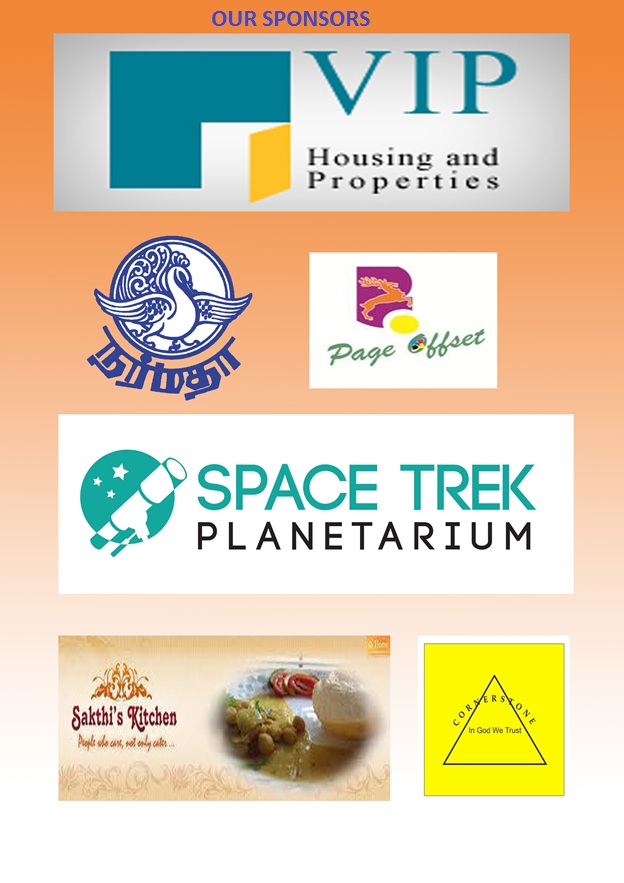 OUR SPONSORS
VIP
Housing and
Properties
நர்மதா
Page Offset
SPACE TREK
PLANETARIUM
Home
Sakthi's Kitchen
People who care, not only cater ...
CORNERSTONE
In God We Trust